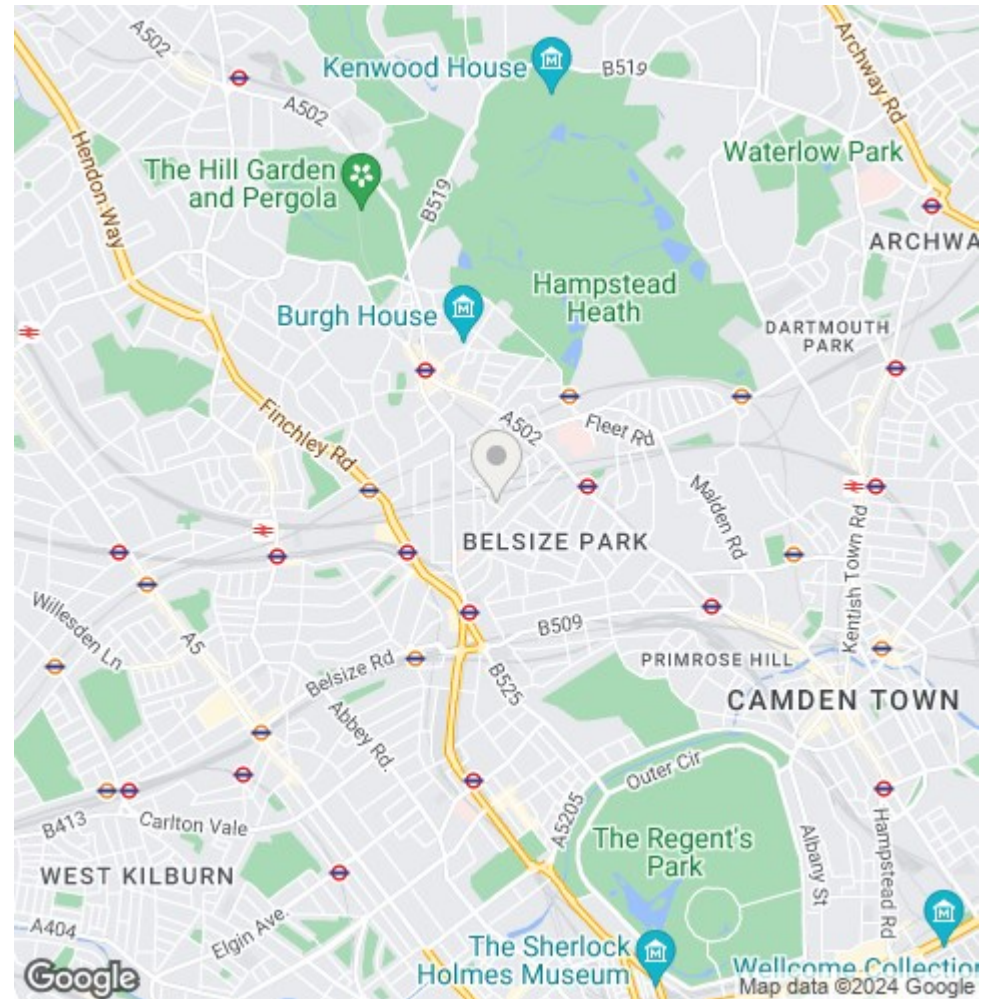 A502
Kenwood House
B519
Archway Rd
A502
Waterlow Park
The Hill Garden
and Pergola
B519
Hendon Way
ARCHWA
Hampstead
Heath
Burgh House
DARTMOUTH
PARK
A502
Fleet Rd
Finchley Rd
Malden Rd
BELSIZE PARK
Kentish Town Rd
Willesden Ln
A5
B509
Belsize Rd
PRIMROSE HILL
B525
CAMDEN TOWN
Abbey Rd.
Outer Cir
A5205
B413
Carlton Vale
The Regent's
Park
Albany St
Hampstead Rd
WEST KILBURN
Elgin Ave.
A404
The Sherlock
Holmes Museum
Wellcome Collection
Google
Map data ©2024 Google